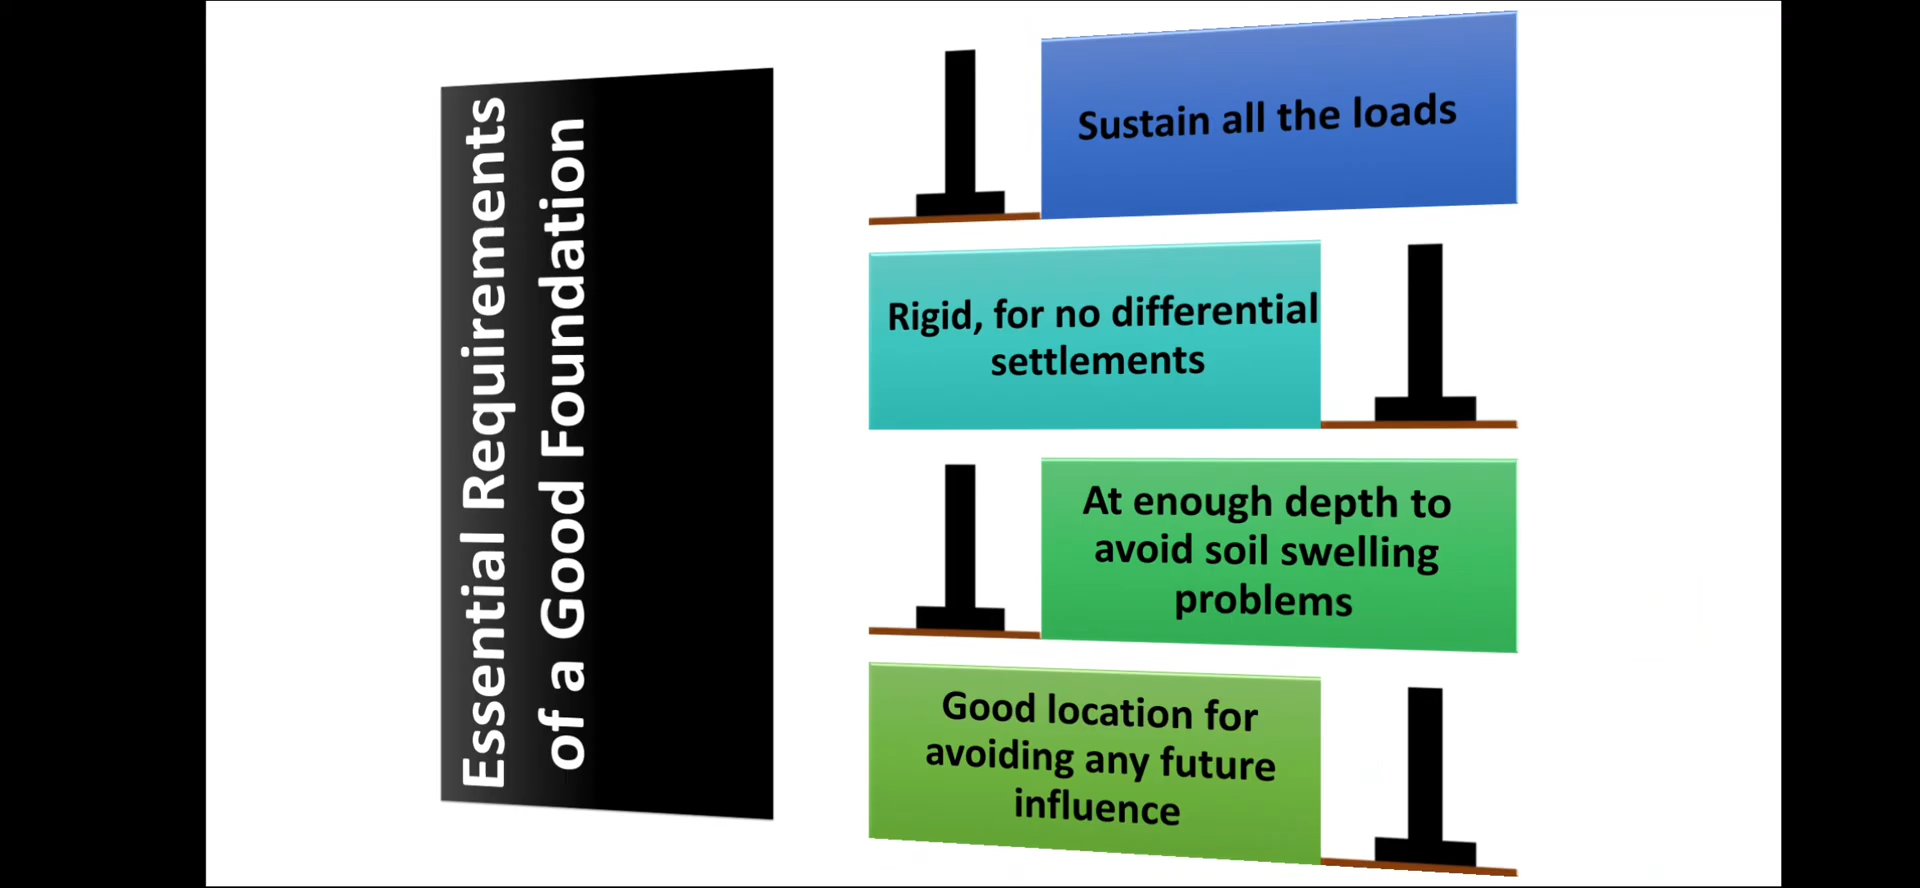 Essential Requirements
of a Good Foundation
Sustain all the loads
Rigid, for no differential
settlements
At enough depth to
avoid soil swelling
problems
Good location for
avoiding any future
influence